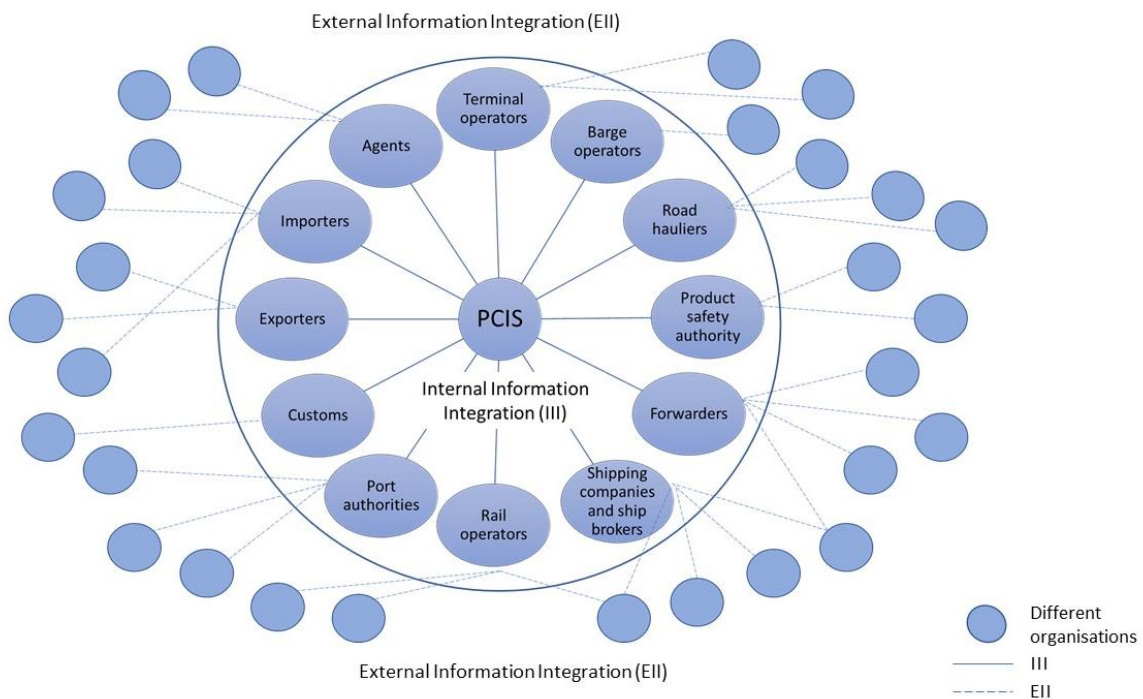 External Information Integration (EII)
Terminal
operators
Barge
operators
Agents
Road
hauliers
Importers
Product
safety
authority
Exporters
PCIS
Internal Information
Integration (III)
Customs
Forwarders
Port
authorities
Rail
operators
Shipping
companies
and ship
brokers
External Information Integration (EII)
Different
organisations
III
EII